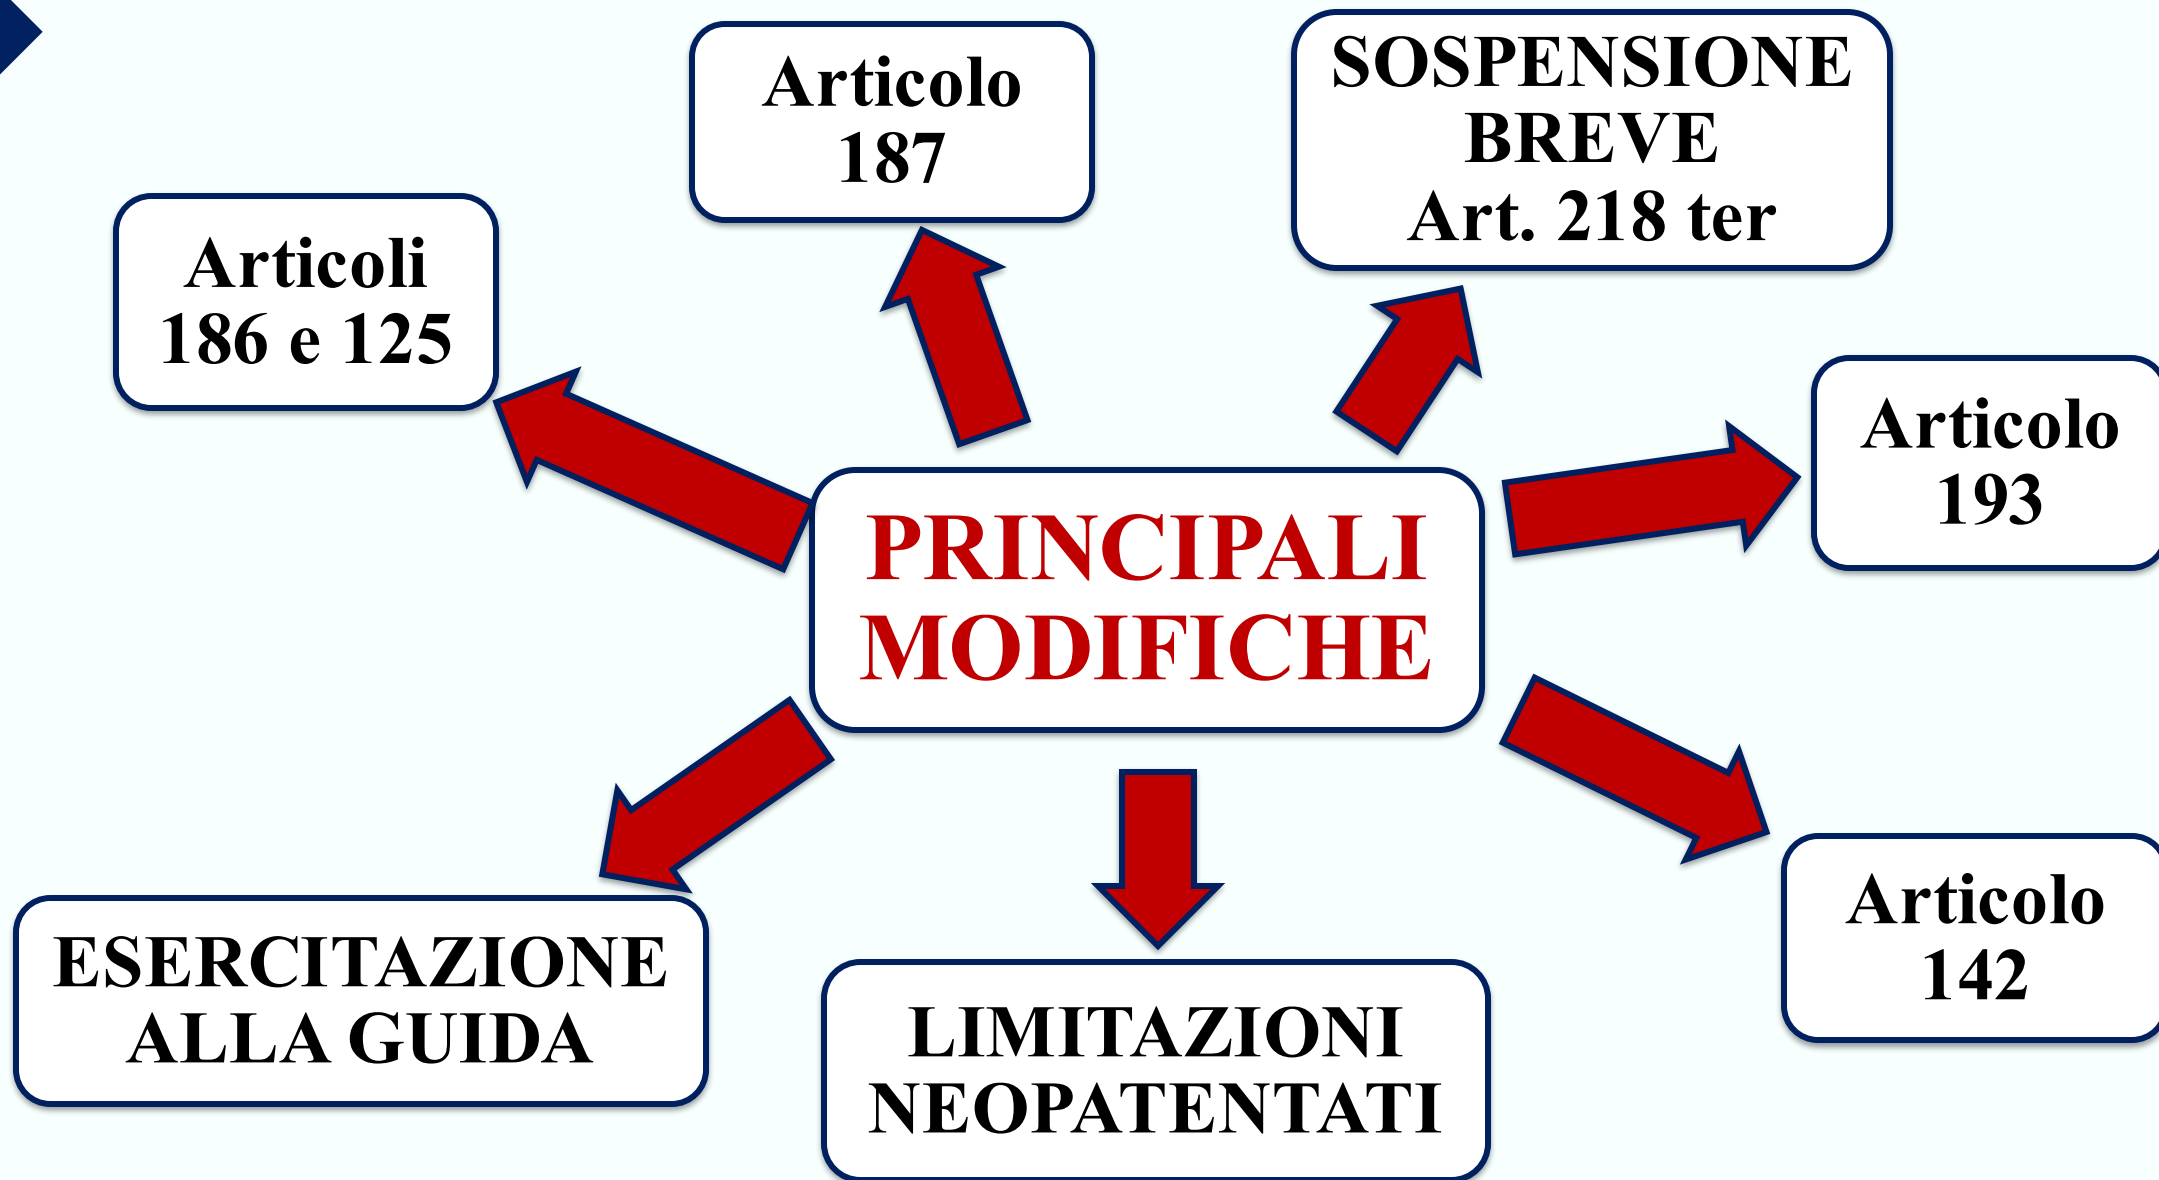 Articolo
187
SOSPENSIONE
BREVE
Art. 218 ter
Articoli
186 e 125
Articolo
193
PRINCIPALI
MODIFICHE
Articolo
142
ESERCITAZIONE
ALLA GUIDA
LIMITAZIONI
NEOPATENTATI